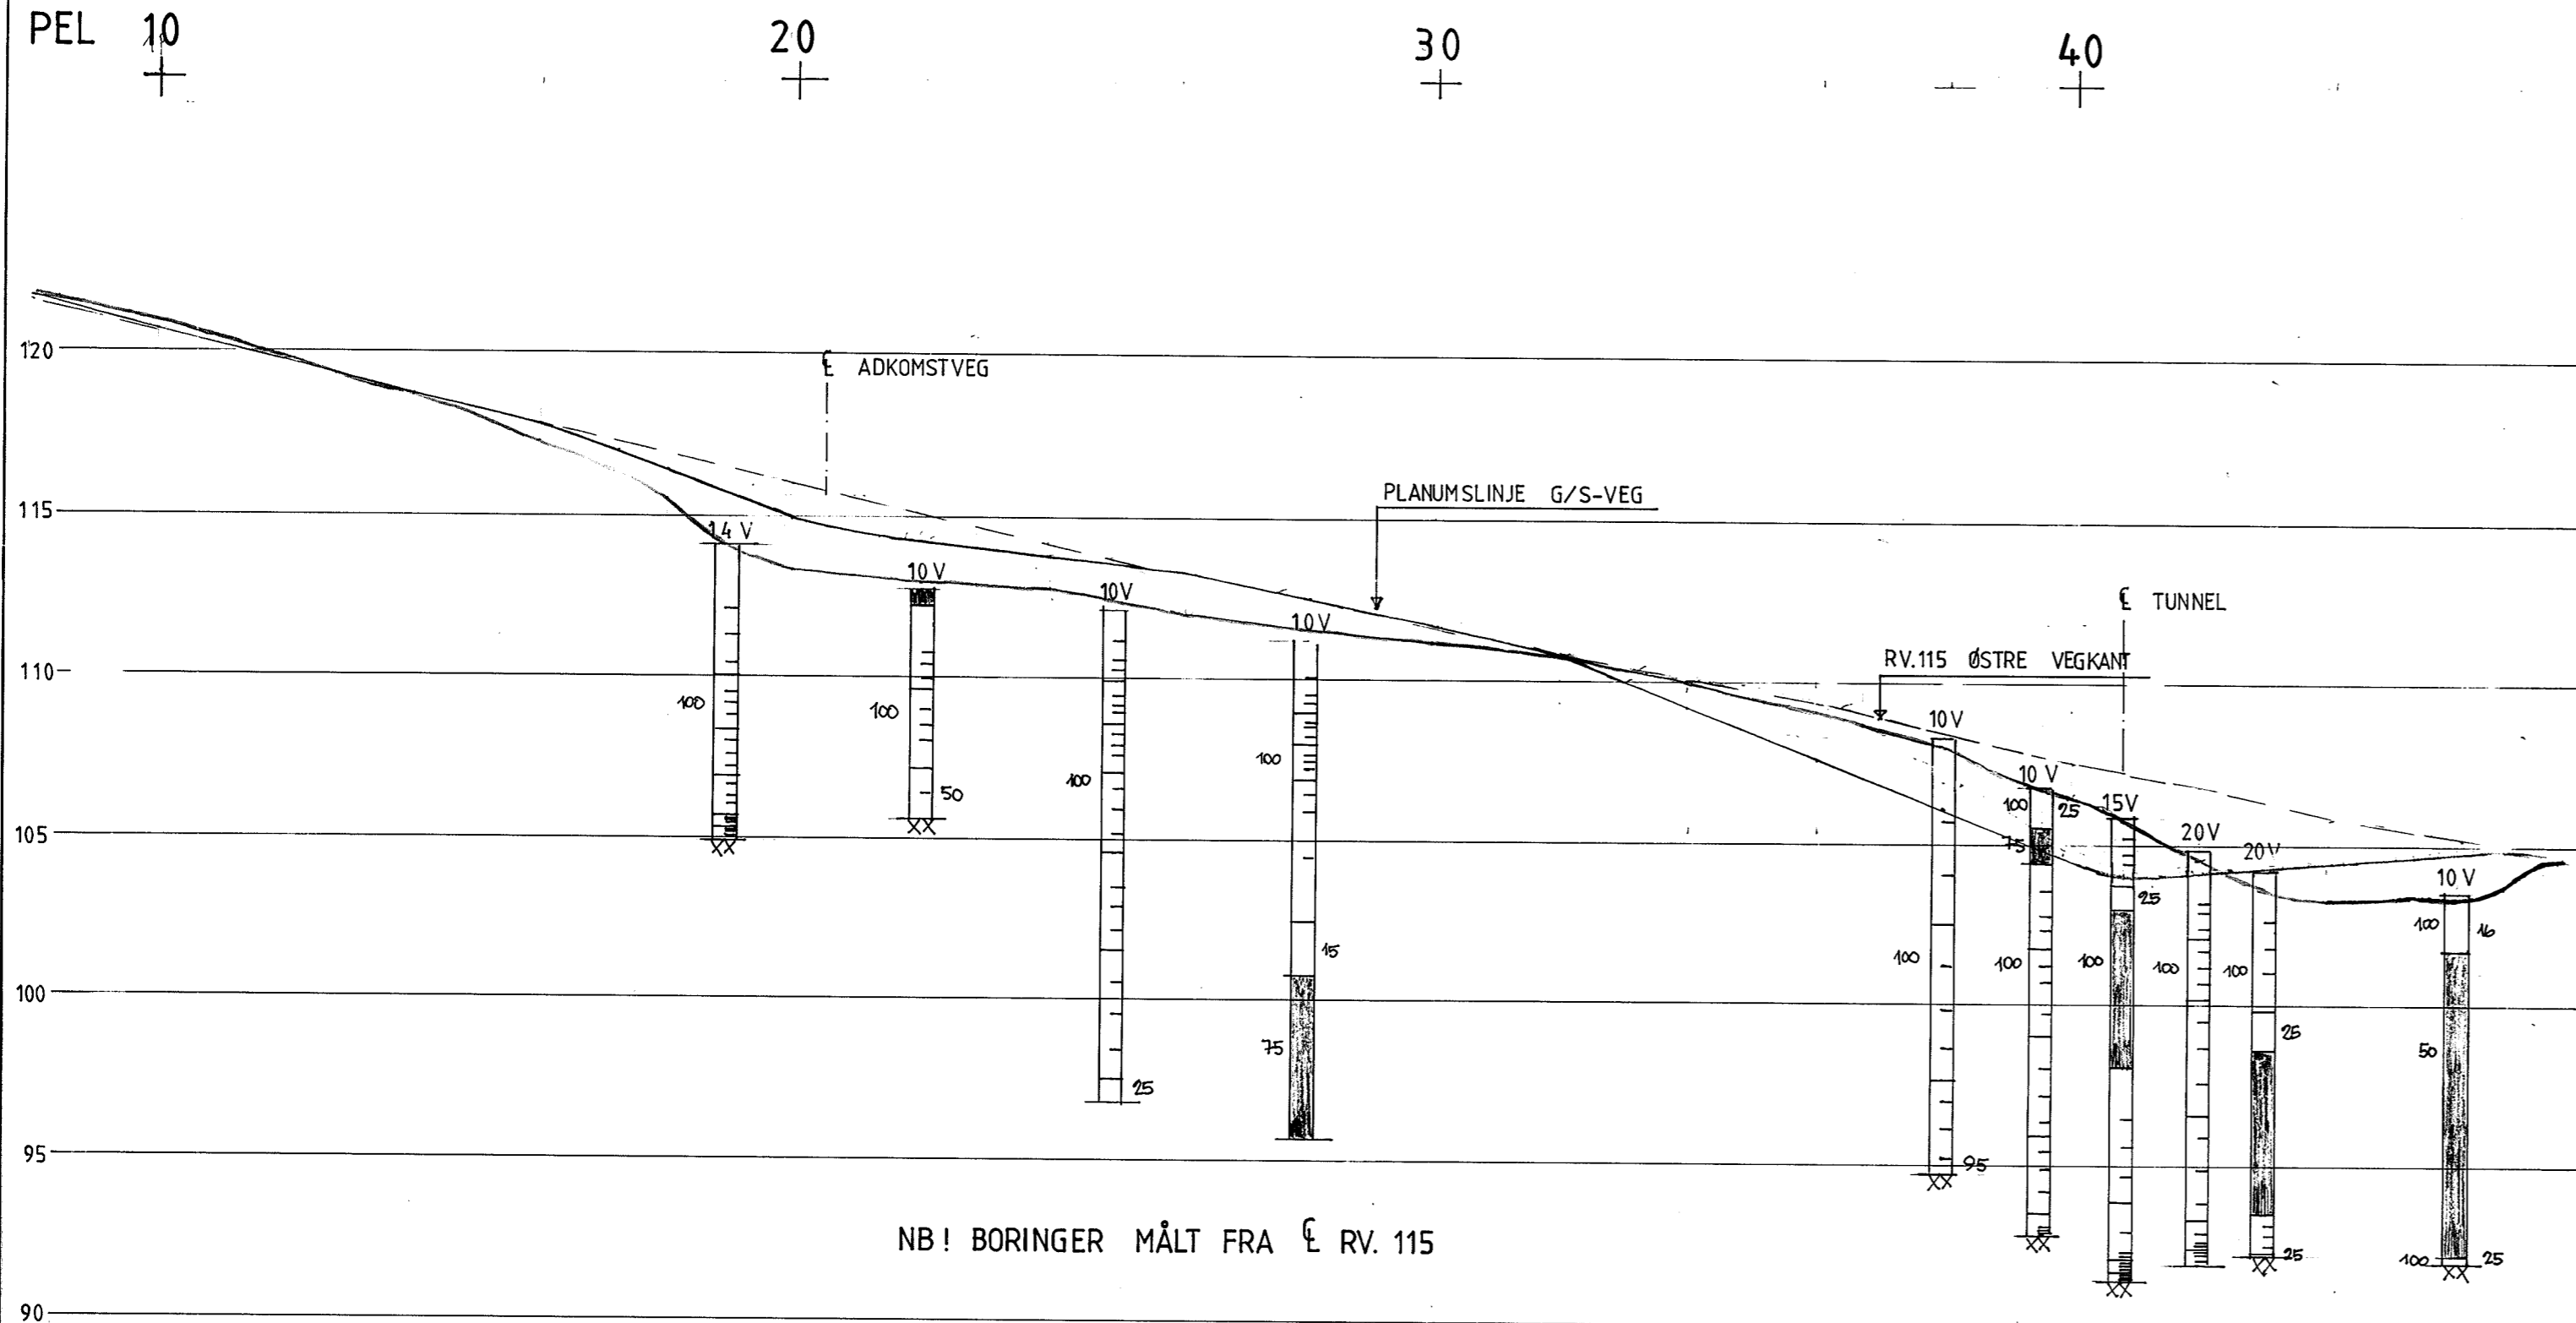 PEL 10 20 30 40
120
℄ ADKOMSTVEG
115
PLANUMSLINJE G/S-VEG
14 V
10 V
10V
10V
℄ TUNNEL
110
RV.115 ØSTRE VEGKANT
10V
10 V
15V
20V
20V
10 V
100
100
50
100
25
100
15
75
100
95
100
25
75
100
25
100
100
100
25
25
100
16
50
100
25
105
100
95
NB! BORINGER MÅLT FRA ℄ RV. 115
90